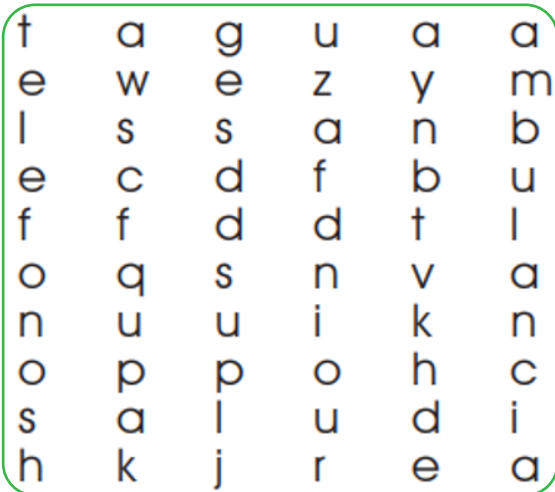 t a g u a a
e w e z y m
l s s a n b
e c d f b u
f f d d t l
o q s n v a
n u u i k n
o p p o h c
s a l u d i
h k j r e a